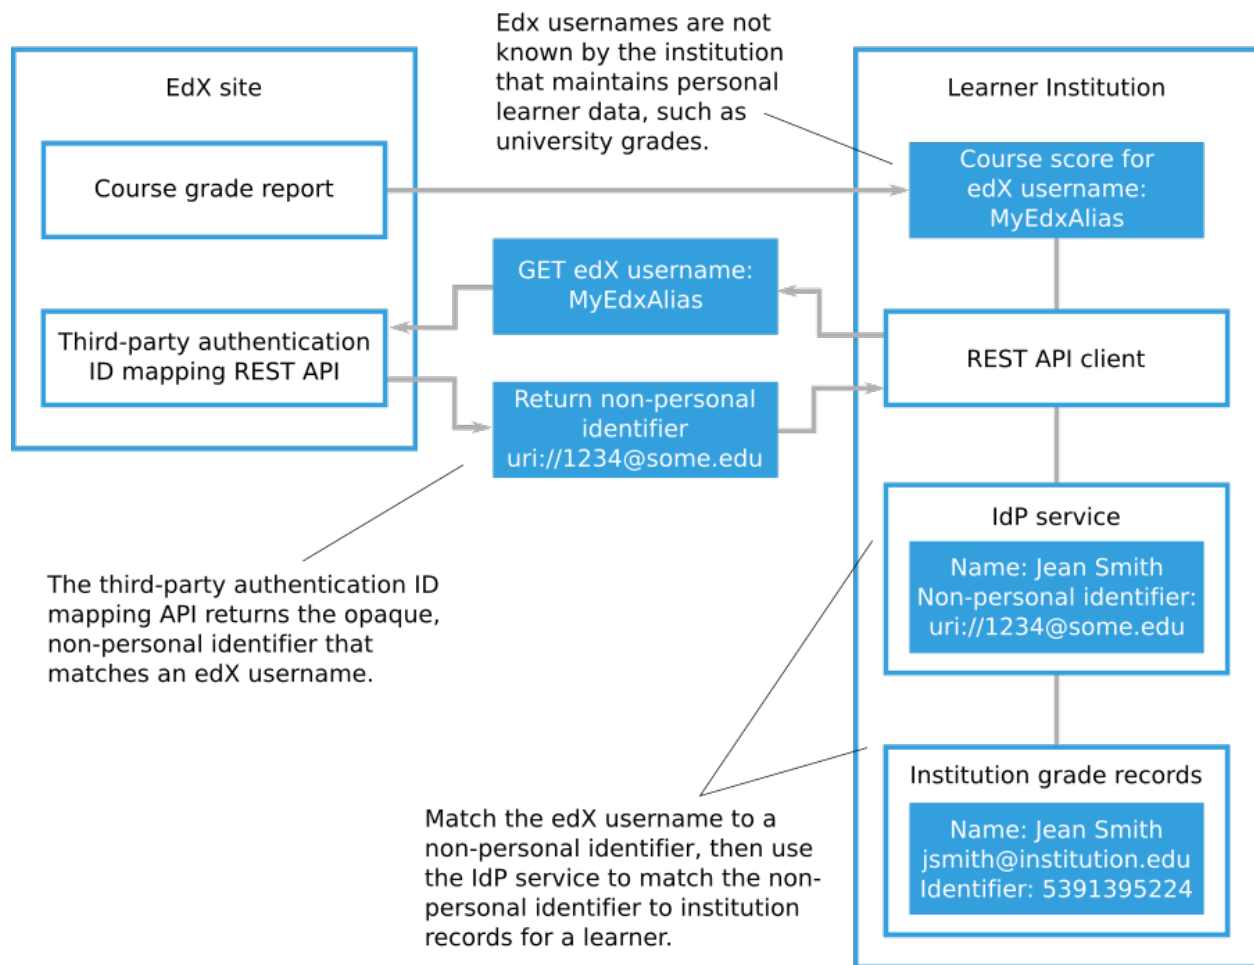 Edx usernames are not
known by the institution
that maintains personal
learner data, such as
university grades.
EdX site
Learner Institution
Course grade report
Course score for
edX username:
MyEdxAlias
GET edX username:
MyEdxAlias
Third-party authentication
ID mapping REST API
REST API client
Return non-personal
identifier
uri://1234@some.edu
IdP service
Name: Jean Smith
Non-personal identifier:
uri://1234@some.edu
The third-party authentication ID
mapping API returns the opaque,
non-personal identifier that
matches an edX username.
Institution grade records
Name: Jean Smith
jsmith@institution.edu
Identifier: 5391395224
Match the edX username to a
non-personal identifier, then use
the IdP service to match the non-
personal identifier to institution
records for a learner.